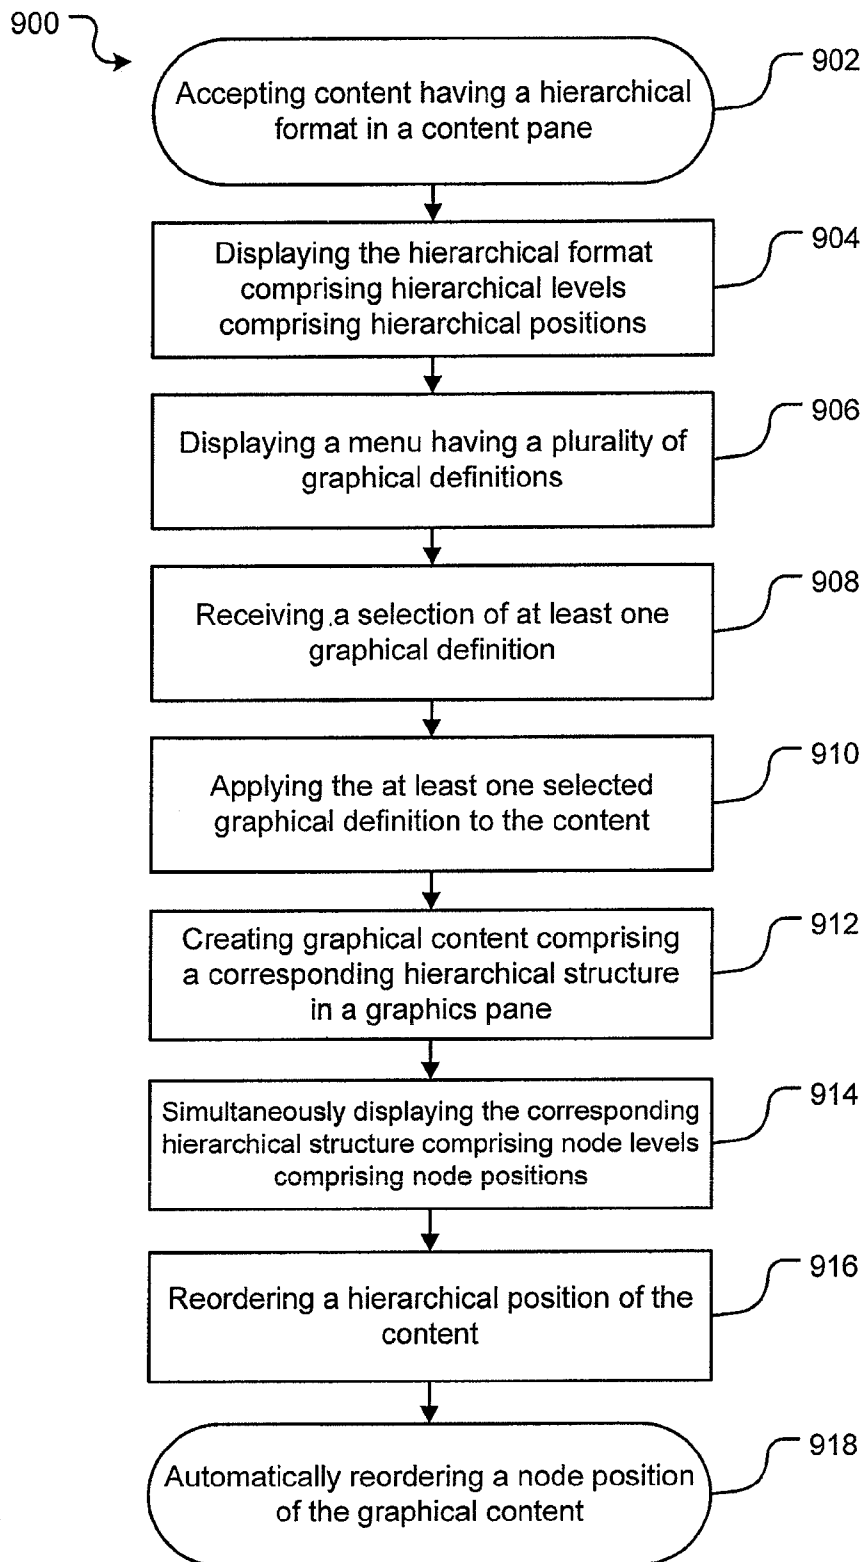 900
902
Accepting content having a hierarchical
format in a content pane
904
Displaying the hierarchical format
comprising hierarchical levels
comprising hierarchical positions
906
Displaying a menu having a plurality of
graphical definitions
908
Receiving a selection of at least one
graphical definition
910
Applying the at least one selected
graphical definition to the content
912
Creating graphical content comprising
a corresponding hierarchical structure
in a graphics pane
914
Simultaneously displaying the corresponding
hierarchical structure comprising node levels
comprising node positions
916
Reordering a hierarchical position of the
content
918
Automatically reordering a node position
of the graphical content